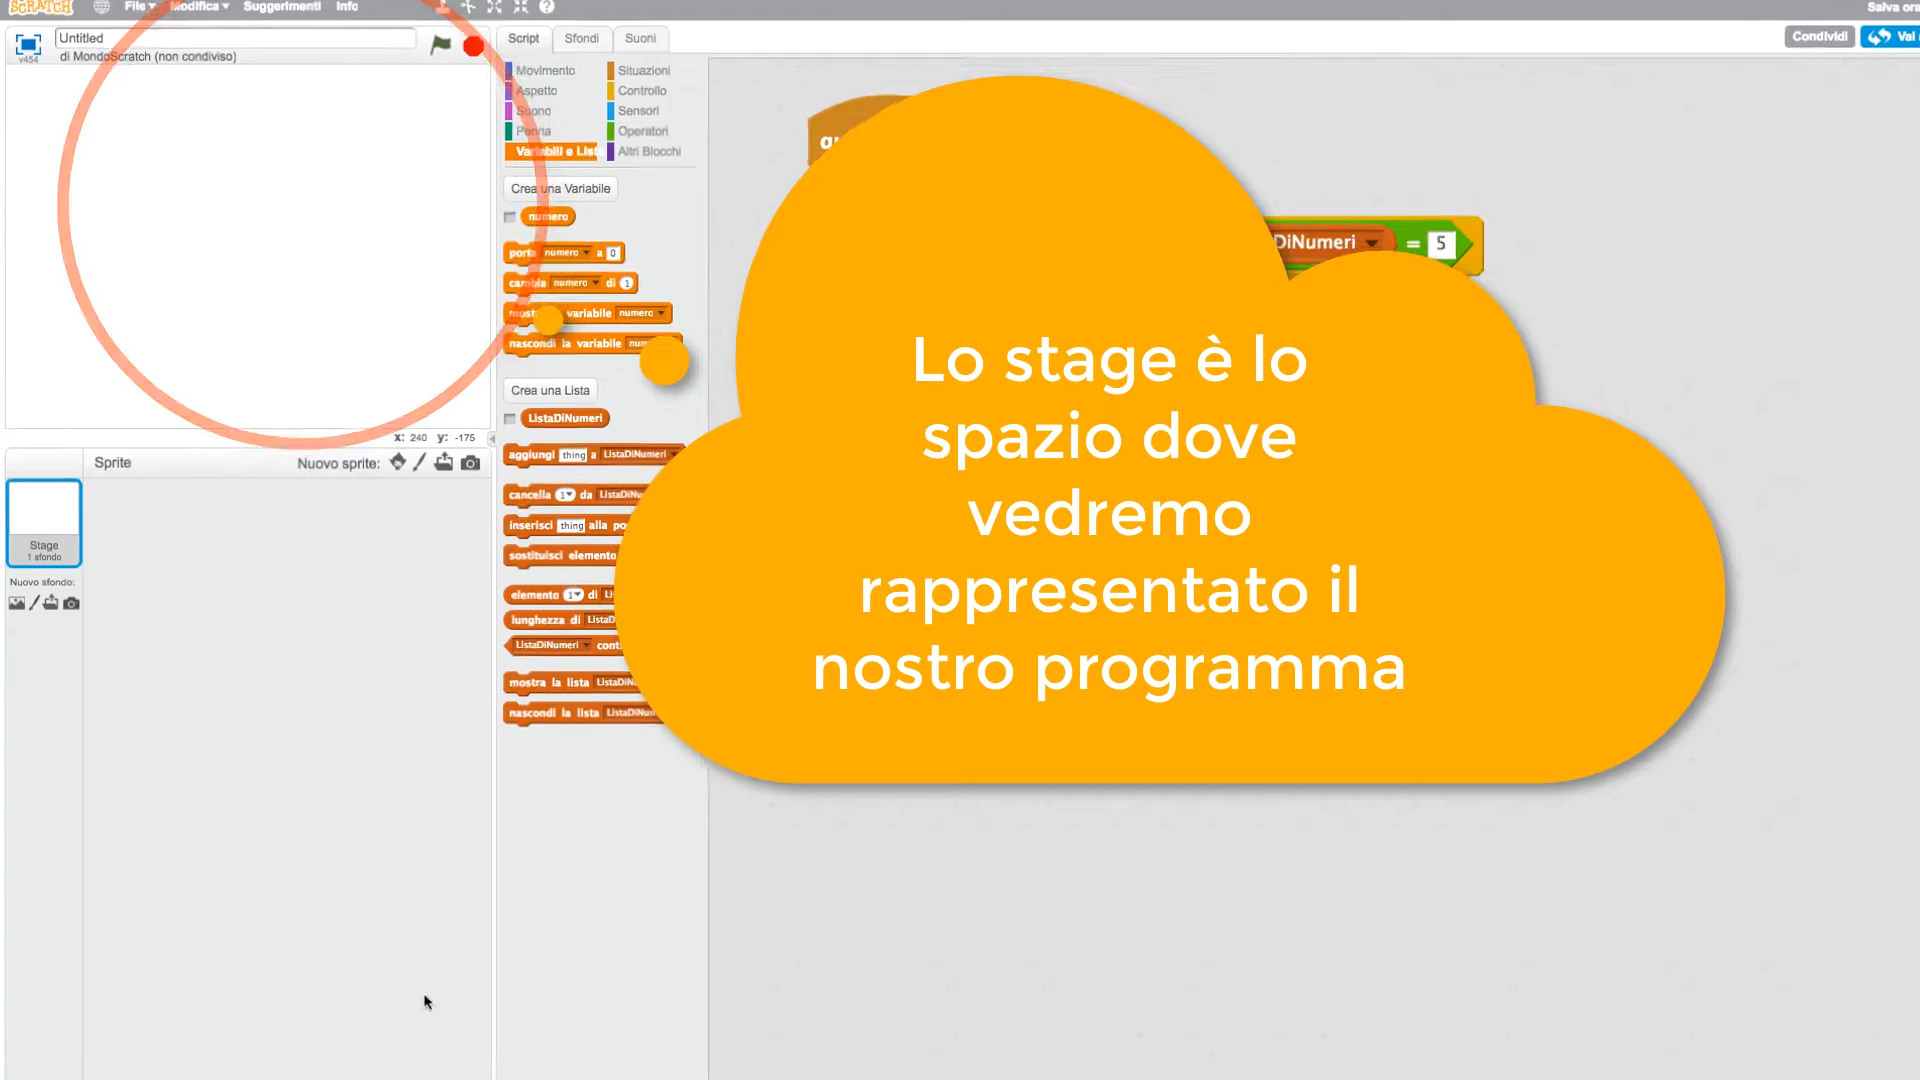 SCRATCH File Modifica Suggerimenti Info
Untitled
di MondoScratch (non condiviso)
v454
Script Sfondi Suoni
Condividi
Movimento Situazioni
Aspetto Controllo
Suono Sensori
Penna Operatori
Variabili e Liste Altri Blocchi
Crea una Variabile
numero
porta numero a 0
cambia numero di 1
variabile numero
nascondi la variabile
Crea una Lista
ListaDiNumeri
aggiungi thing a ListaDiNumeri
cancella 1 da
inserisci thing alla
sostituisci elemento
elemento 1 di
lunghezza di
ListaDiNumeri
mostra la lista
nascondi la lista
x: 240 y: -175
Sprite Nuovo sprite:
Stage
1 sfondo
Nuovo sfondo:
DiNumeri = 5
Lo stage è lo
spazio dove
vedremo
rappresentato il
nostro programma